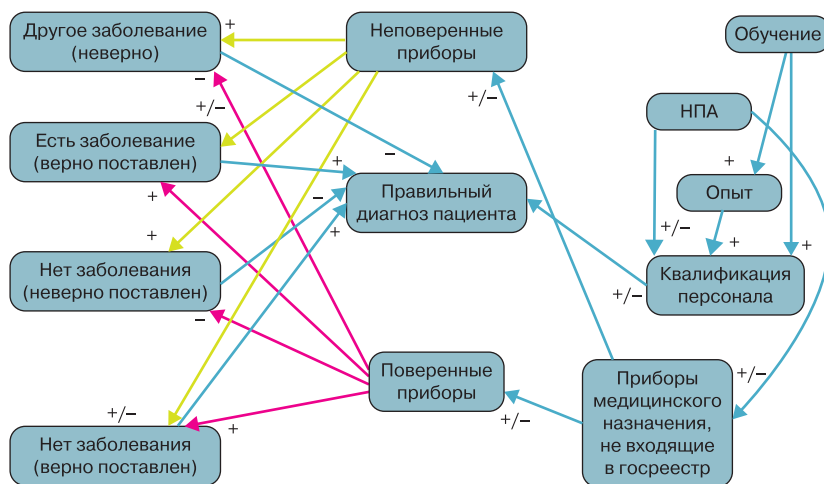 Другое заболевание
(неверно)
+
–
Неповеренные
приборы
+/–
Обучение
НПА
+/–
Есть заболевание
(верно поставлен)
+
+
–
Правильный
диагноз пациента
–
+
Опыт
+
+/–
+
+
+
Нет заболевания
(неверно поставлен)
–
Квалификация
персонала
+/–
Поверенные
приборы
+/–
+/–
Приборы
медицинского
назначения,
не входящие
в госреестр
+/–
+
Нет заболевания
(верно поставлен)